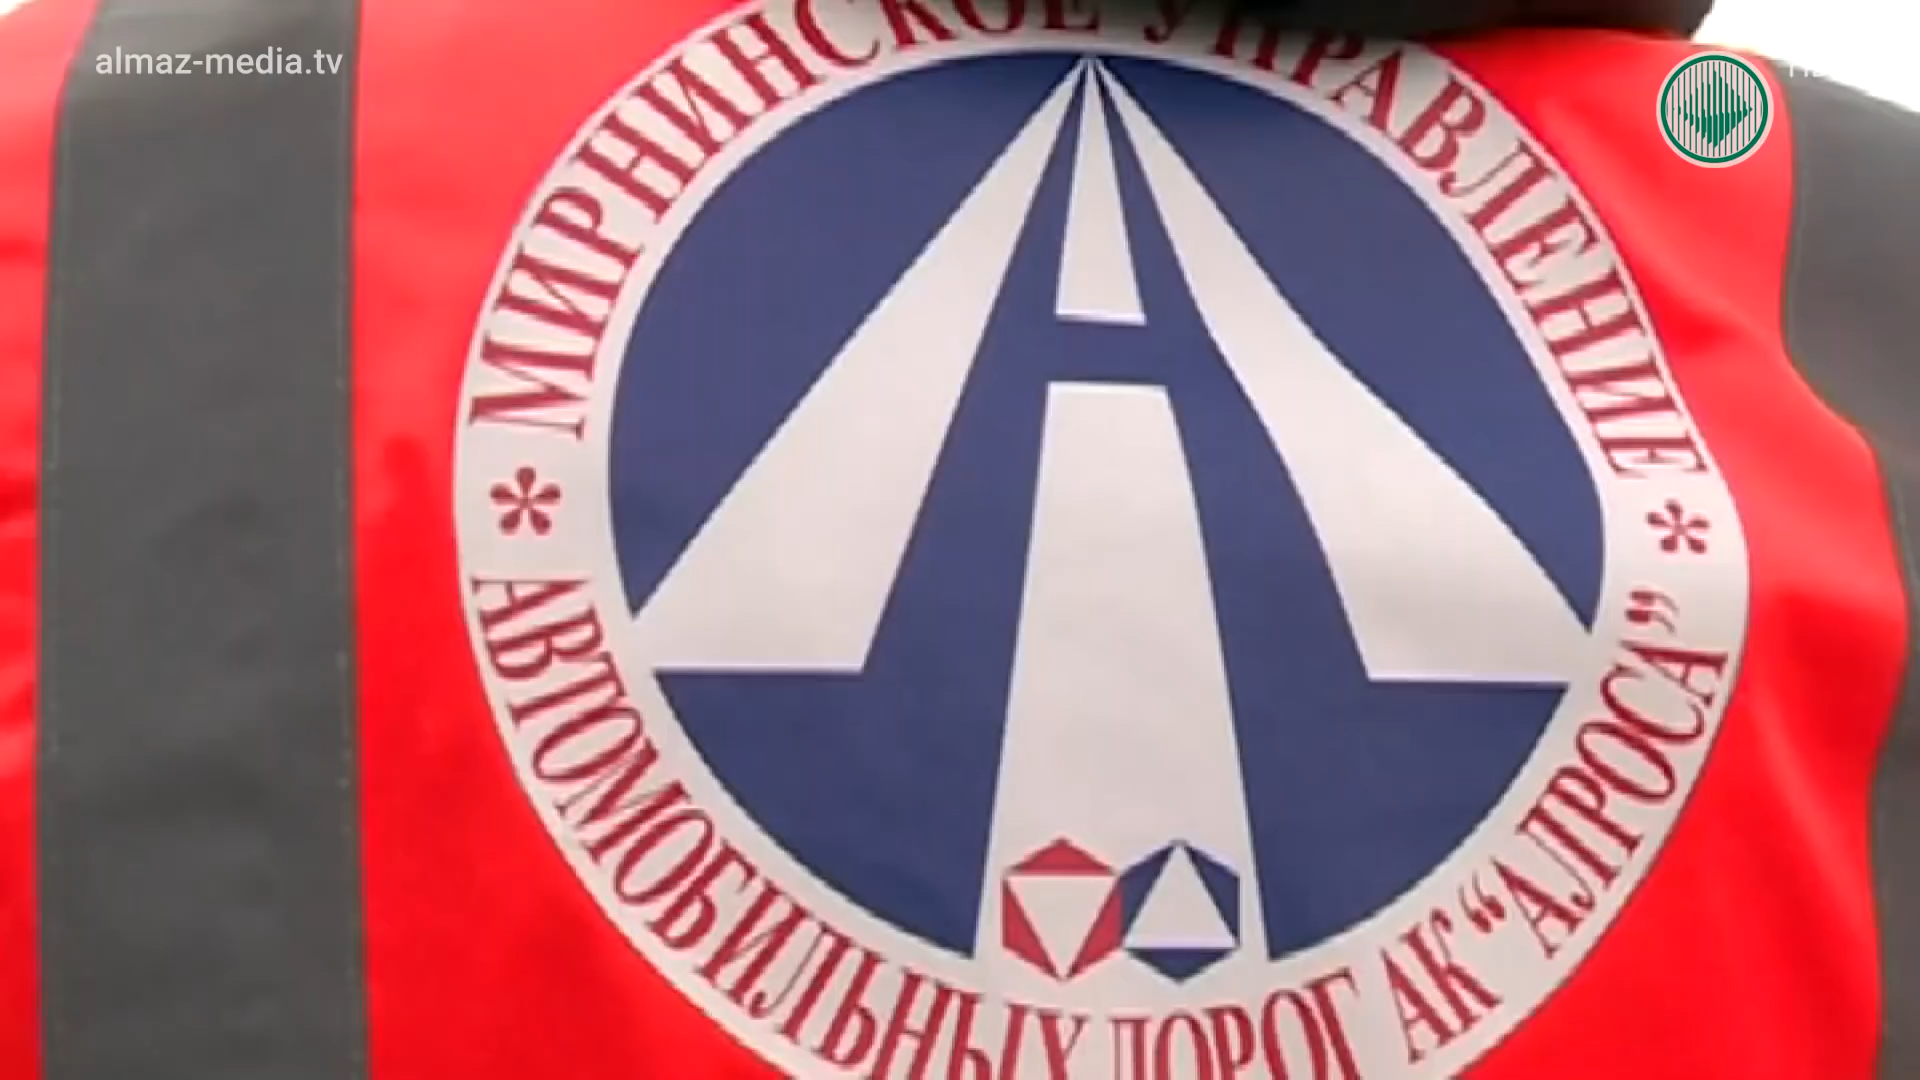 almaz-media.tv
МИРНИНСКОЕ УПРАВЛЕНИЕ
* АВТОМОБИЛЬНЫХ ДОРОГ АК “АЛРОСА” *